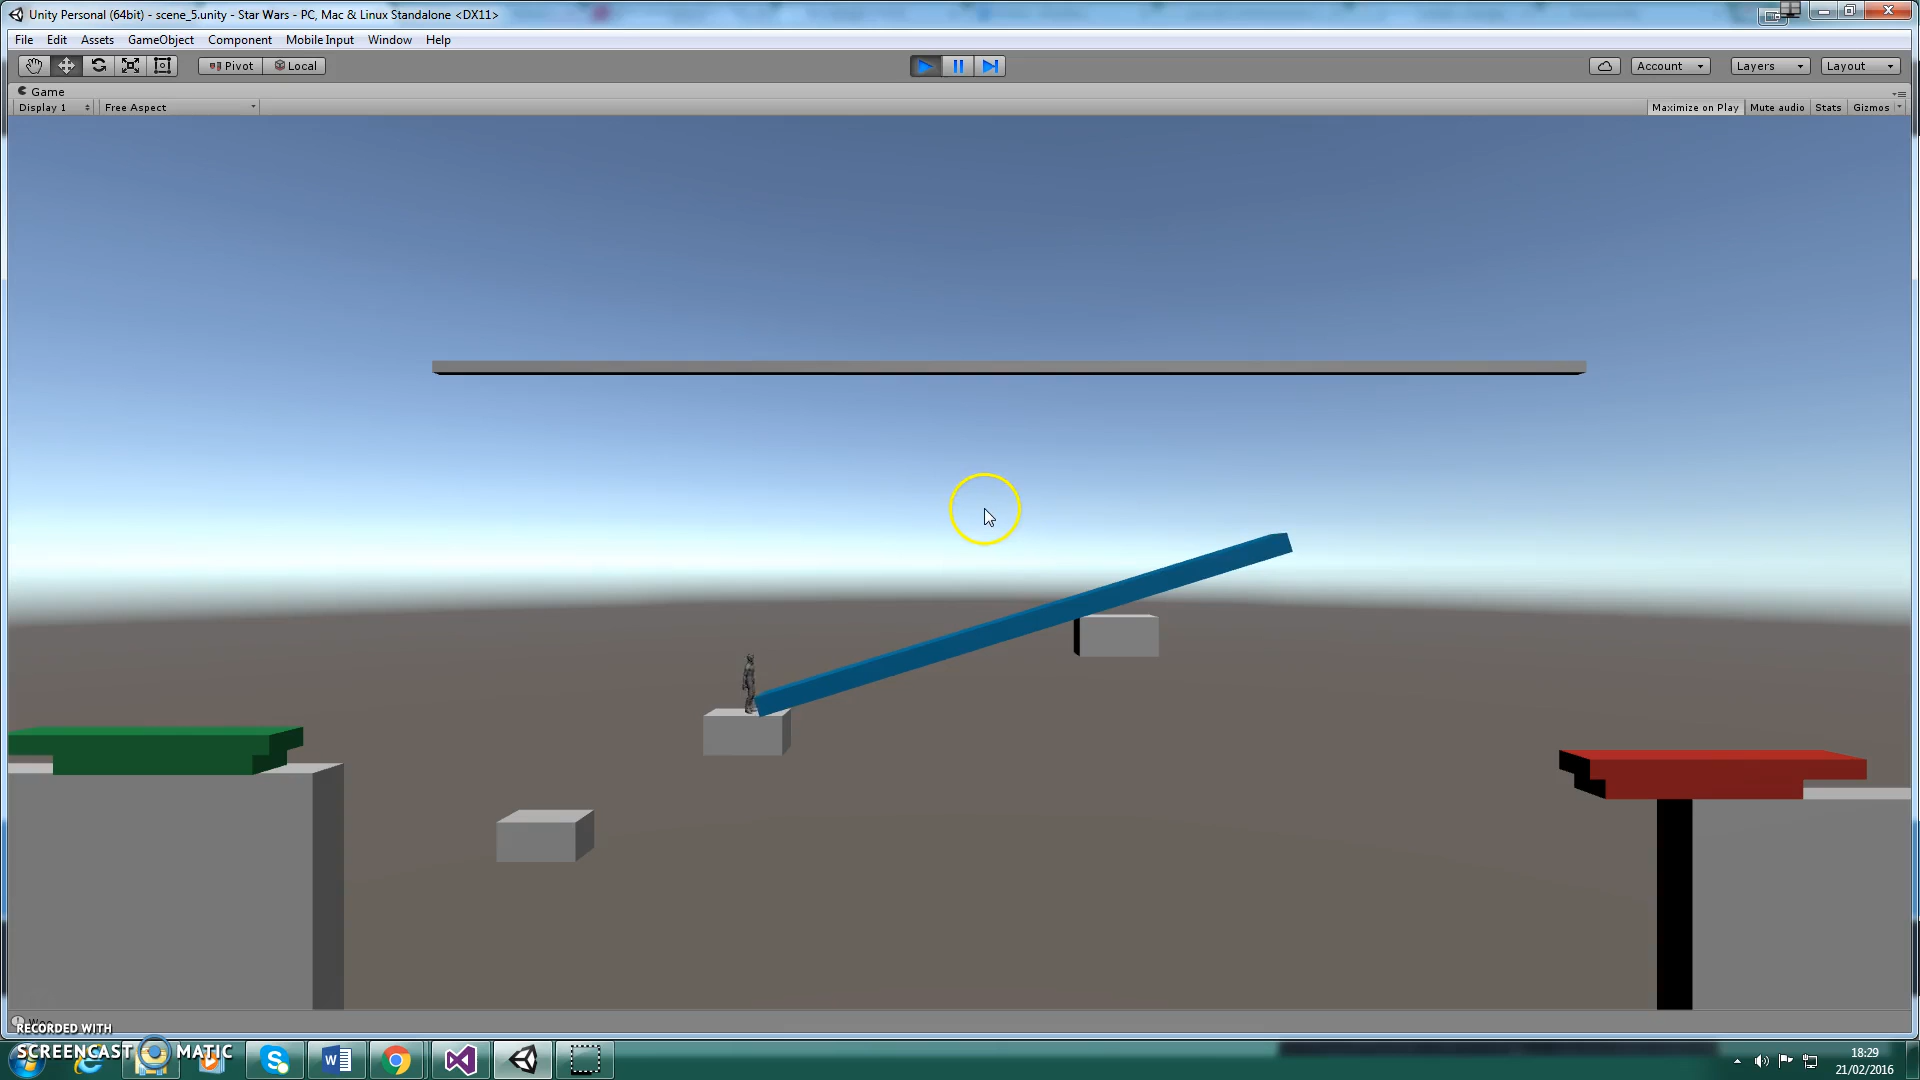 Unity Personal (64bit) - scene_5.unity - Star Wars - PC, Mac & Linux Standalone <DX11>
File Edit Assets GameObject Component Mobile Input Window Help
Pivot Local Account Layers Layout
Game
Display 1 Free Aspect Maximize on Play Mute audio Stats Gizmos
RECORDED WITH
SCREENCAST MATIC
18:29
21/02/2016